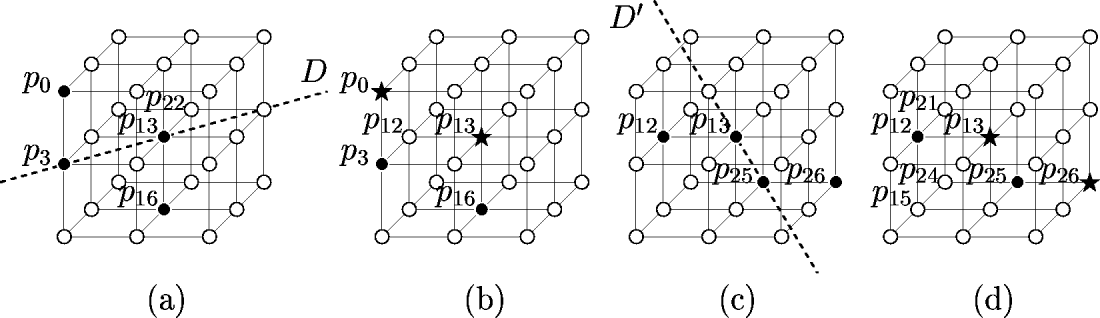 D′
p0 p22 D p0 p21
p13 p12 p13 p12 p13 p12 p13
p3 p3
p16 p16 p25 p26 p24 p25 p26
p15
(a) (b) (c) (d)